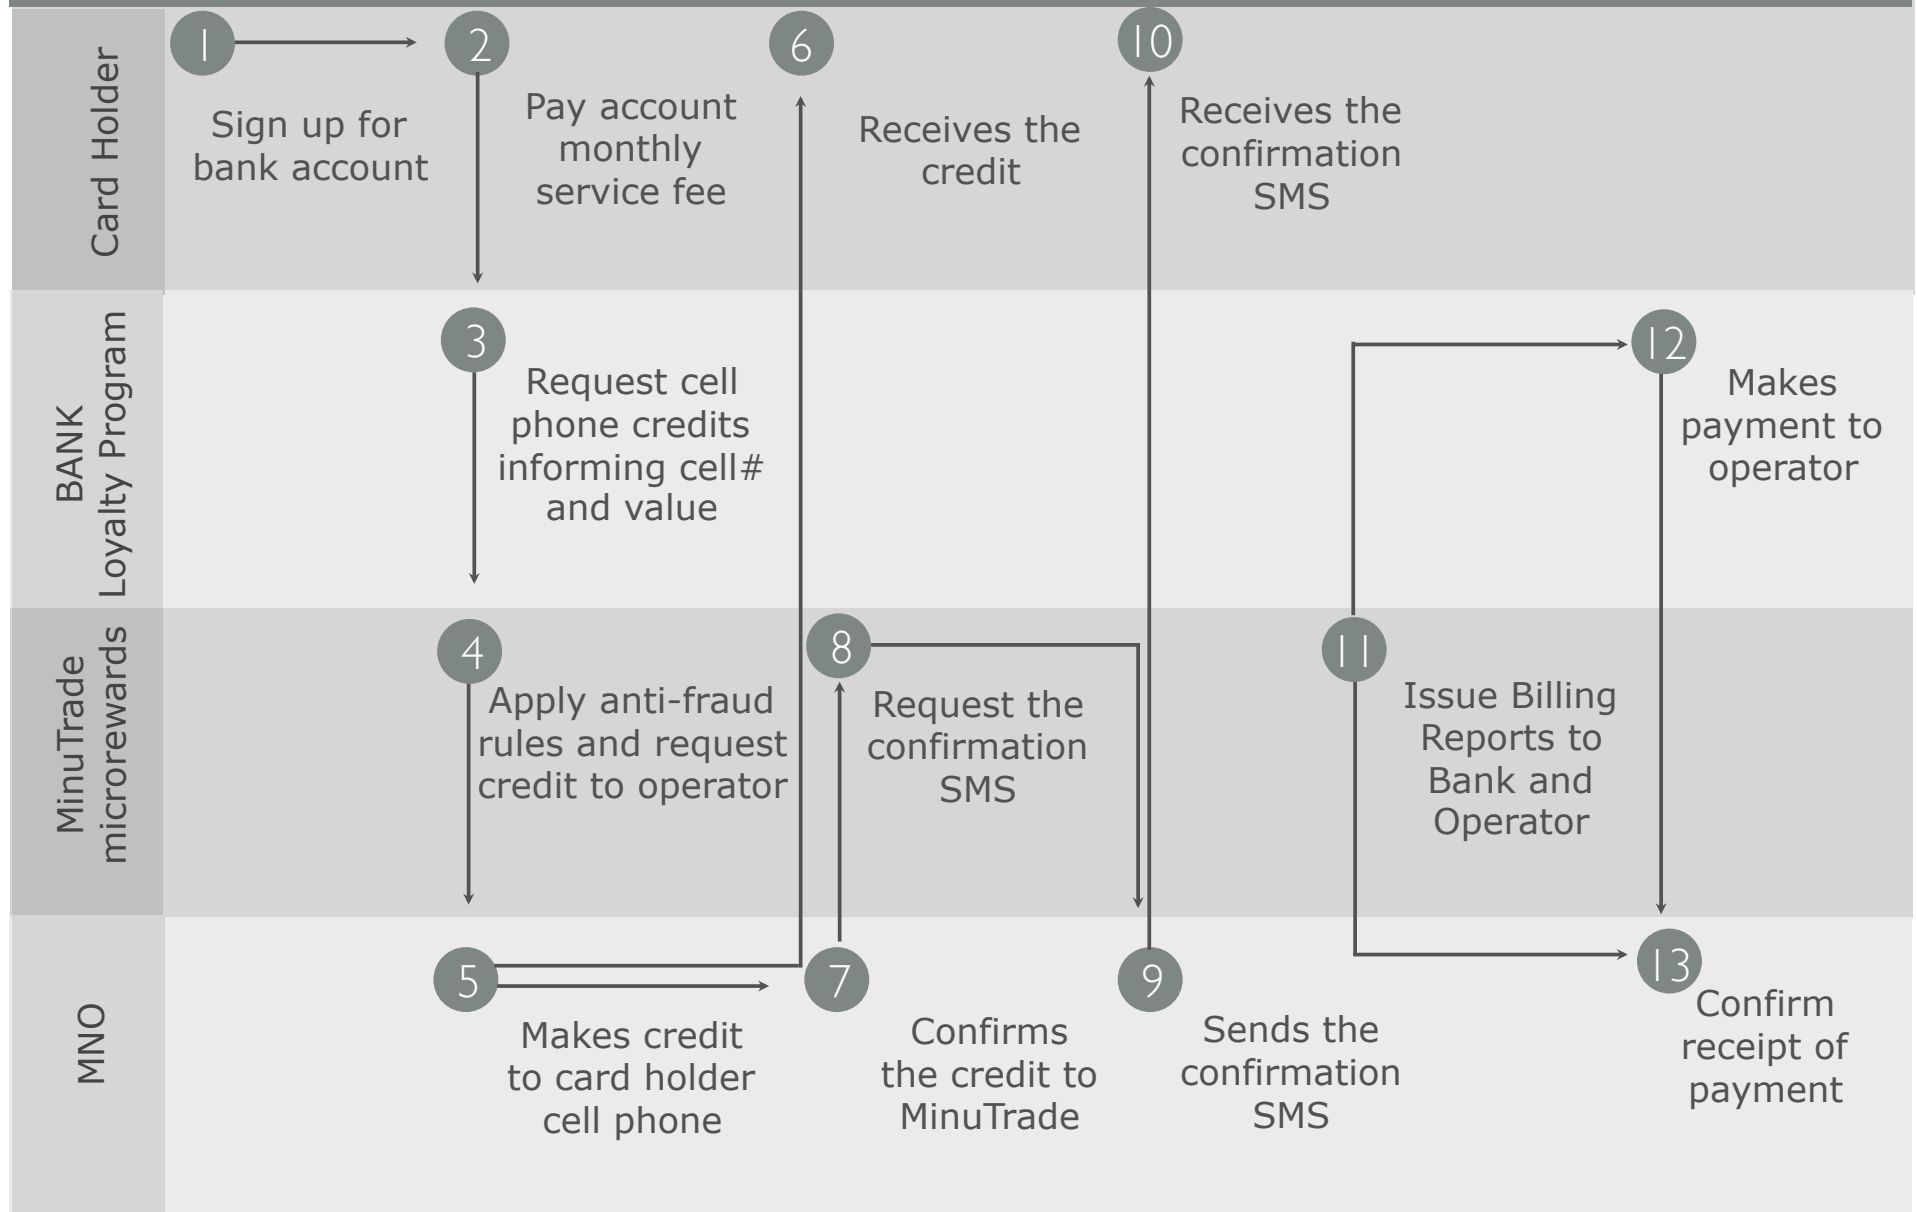 Card Holder
1
2
6
10
Sign up for
bank account
Pay account
monthly
service fee
Receives the
credit
Receives the
confirmation
SMS
BANK
Loyalty Program
3
12
Request cell
phone credits
informing cell#
and value
Makes
payment to
operator
MinuTrade
microrewards
4
8
11
Apply anti-fraud
rules and request
credit to operator
Request the
confirmation
SMS
Issue Billing
Reports to
Bank and
Operator
MNO
5
7
9
13
Makes credit
to card holder
cell phone
Confirms
the credit to
MinuTrade
Sends the
confirmation
SMS
Confirm
receipt of
payment